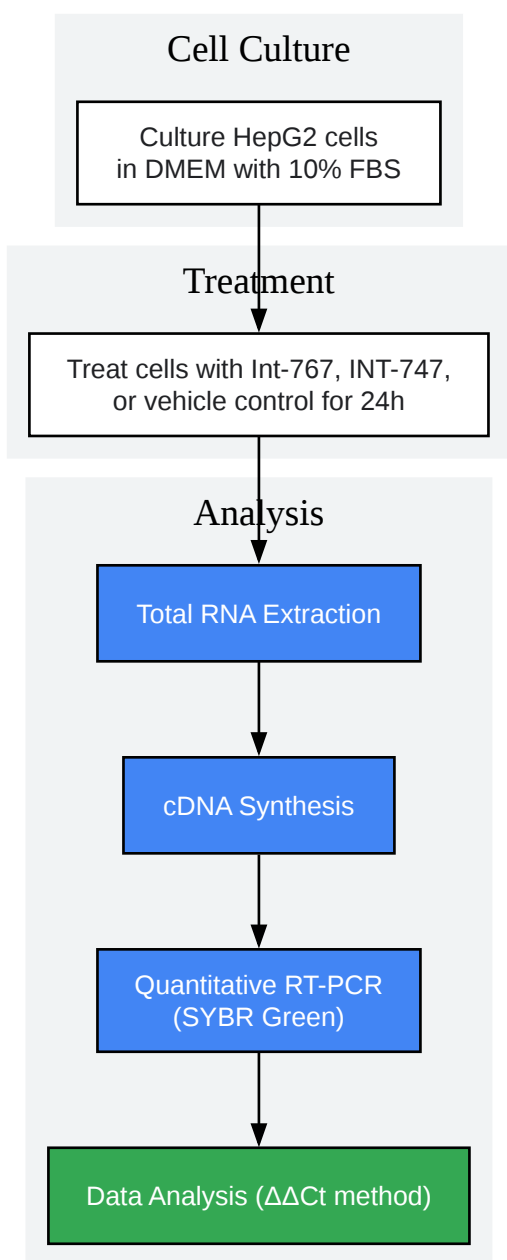 Cell Culture
Culture HepG2 cells
in DMEM with 10% FBS
Treatment
Treat cells with Int-767, INT-747,
or vehicle control for 24h
Analysis
Total RNA Extraction
cDNA Synthesis
Quantitative RT-PCR
(SYBR Green)
Data Analysis (ΔΔCt method)